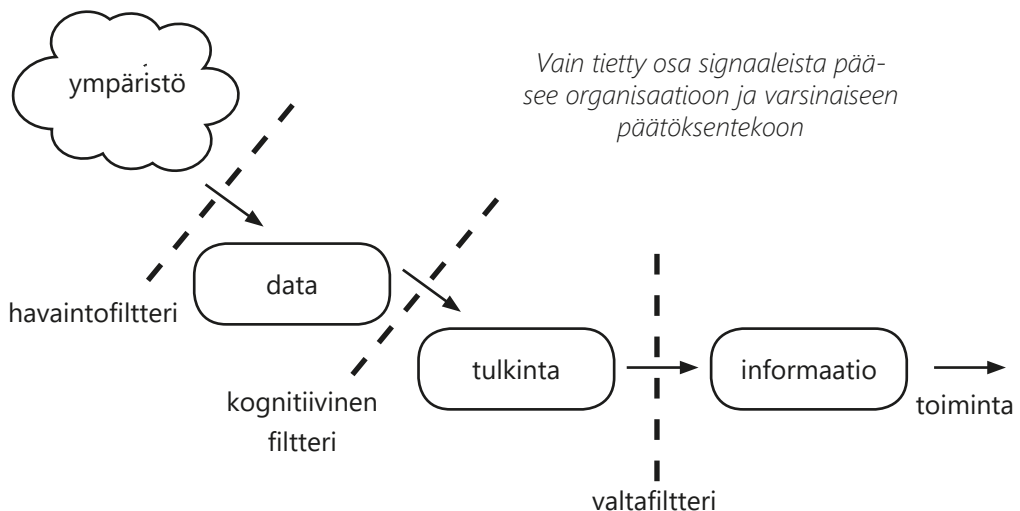 ympäristö
Vain tietty osa signaaleista pää-
see organisaatioon ja varsinaiseen
päätöksentekoon
data
havaintofiltteri
tulkinta
informaatio
kognitiivinen
filtteri
toiminta
valtafiltteri